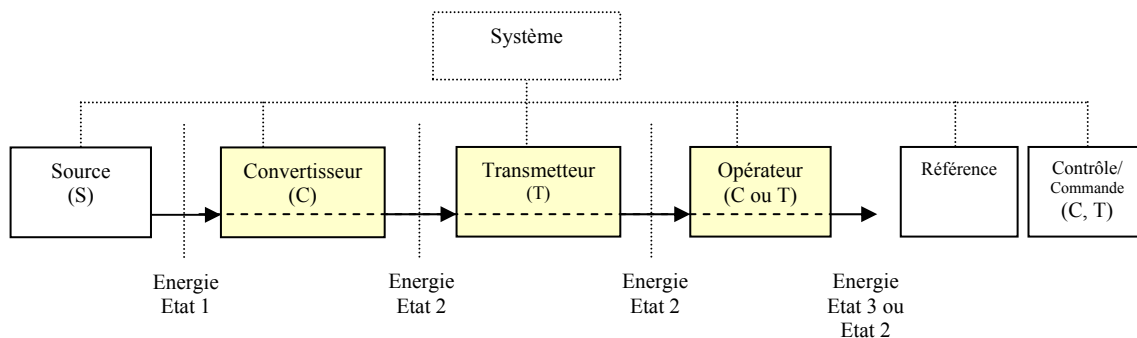 Système
Source
(S)
Convertisseur
(C)
Transmetteur
(T)
Opérateur
(C ou T)
Référence
Contrôle/
Commande
(C, T)
Energie
Etat 1
Energie
Etat 2
Energie
Etat 2
Energie
Etat 3 ou
Etat 2